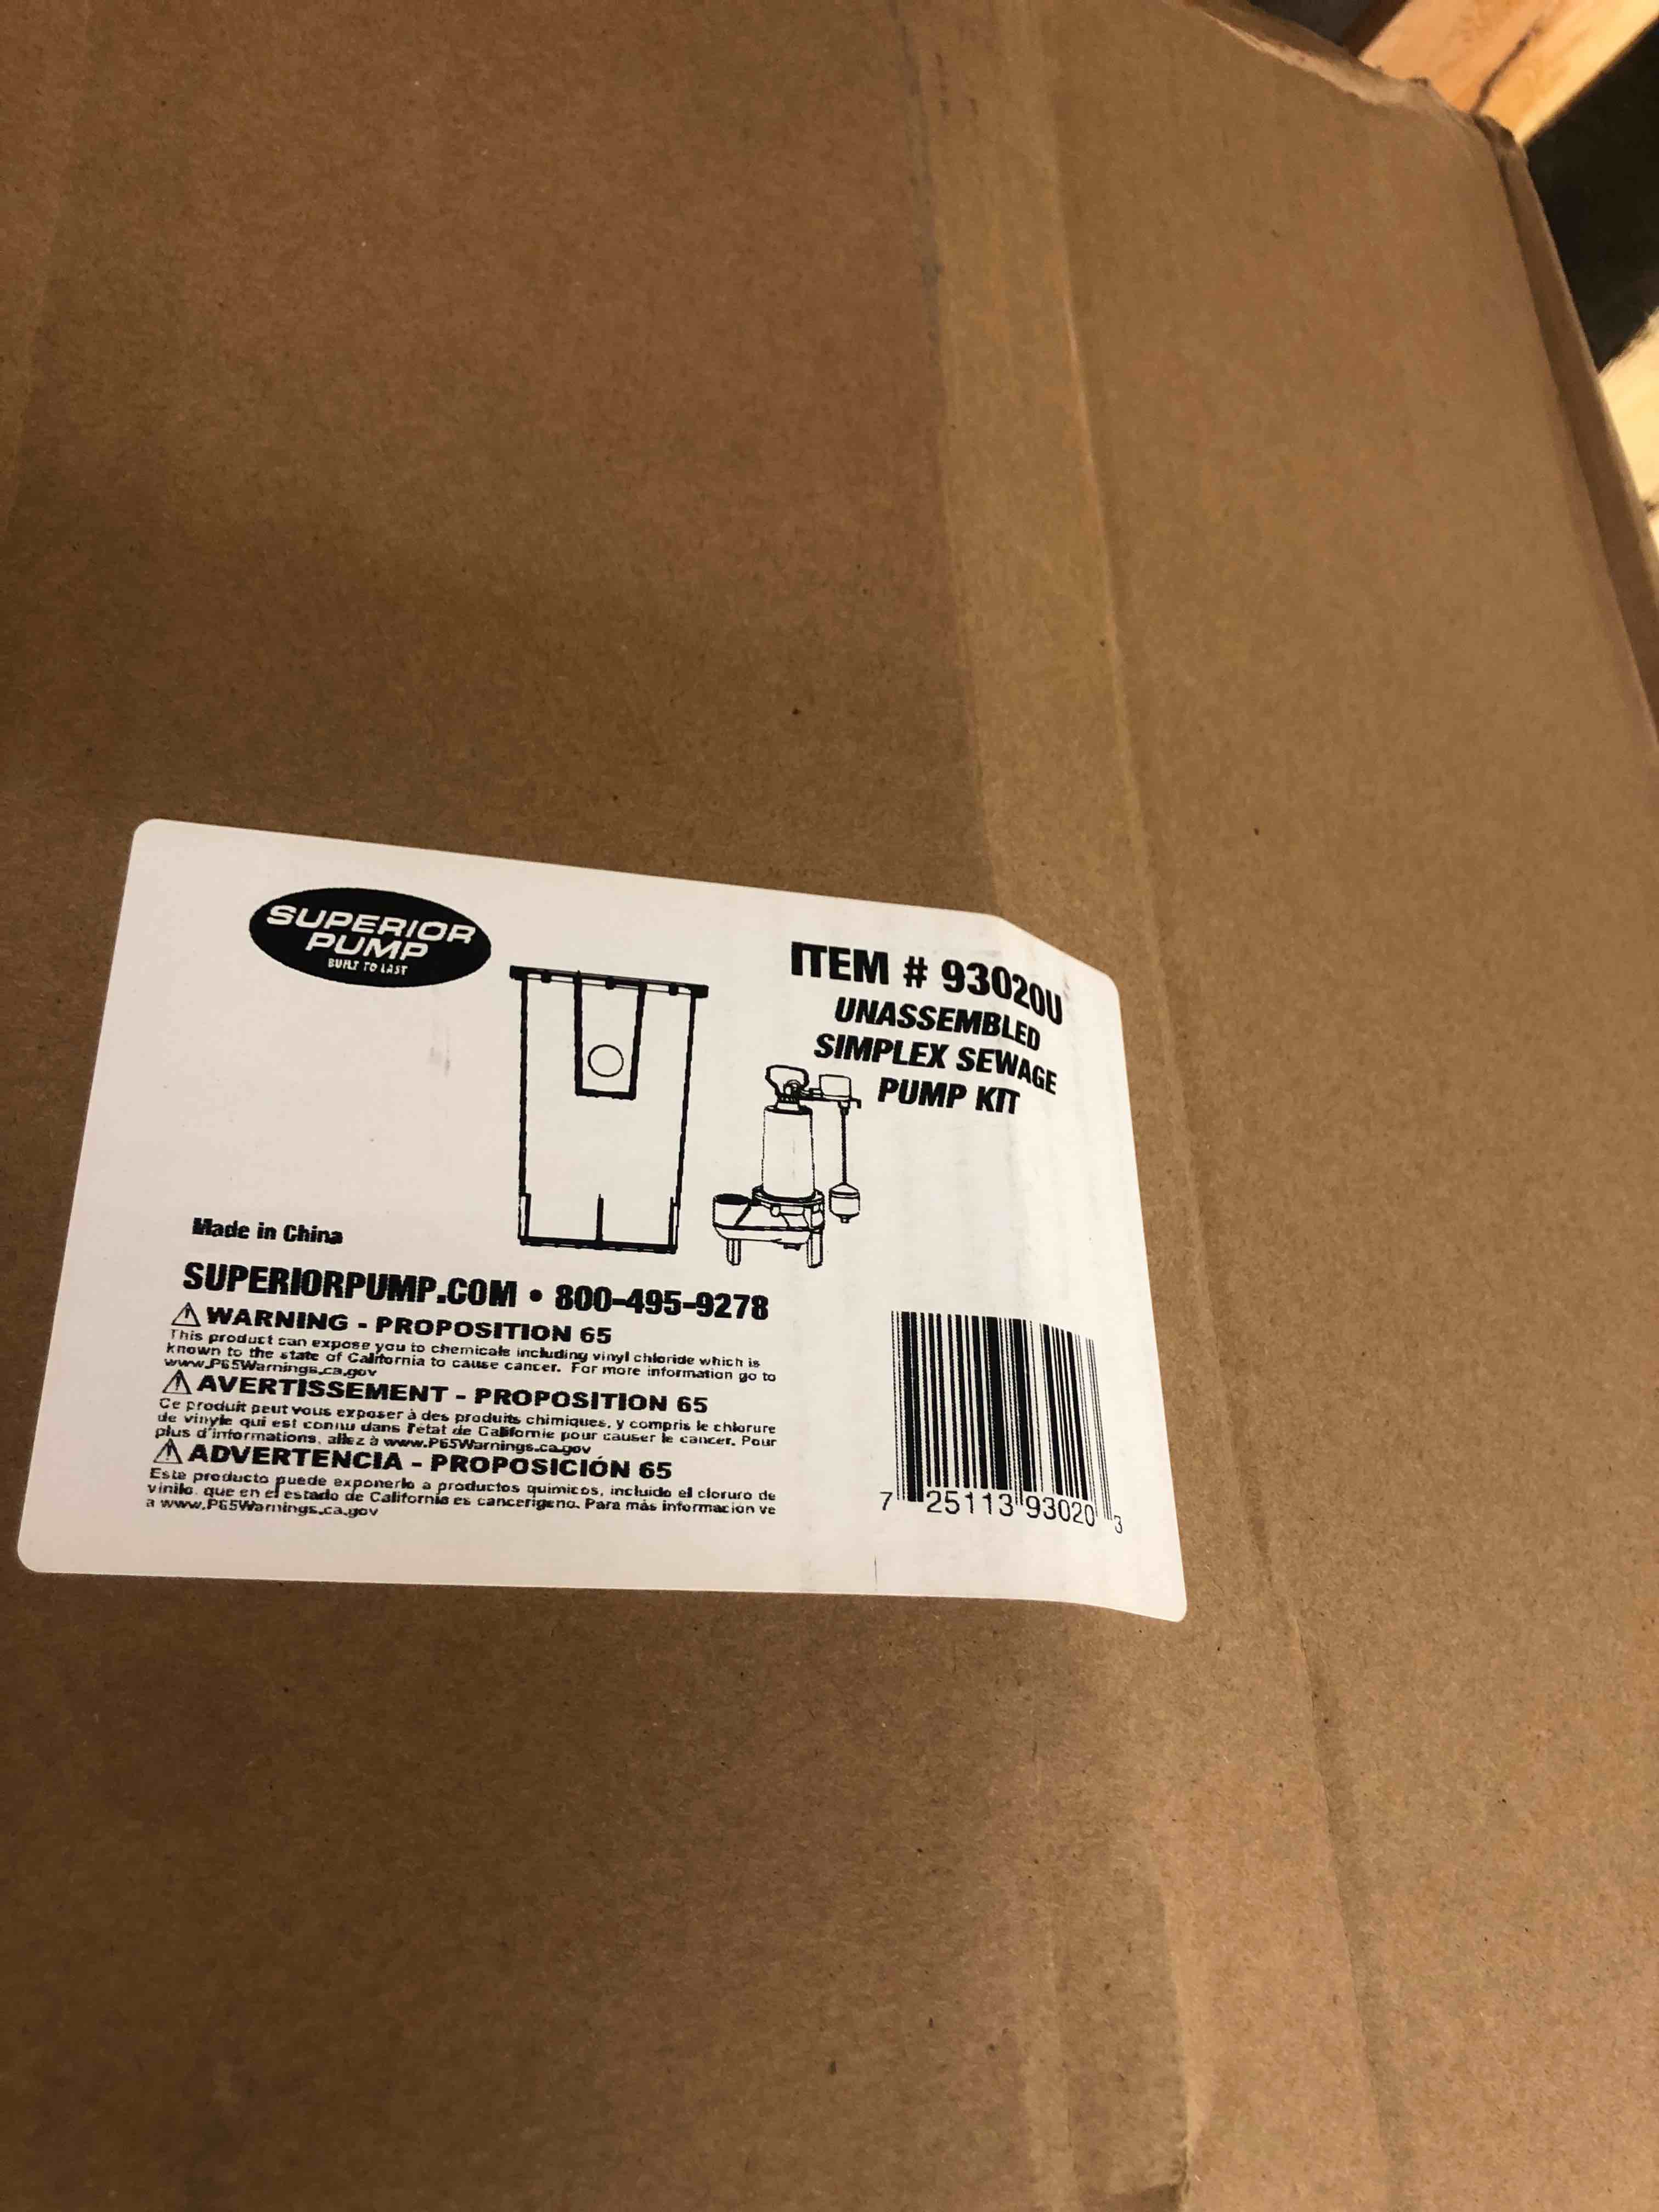 SUPERIOR
PUMP
BUILT TO LAST
ITEM # 93020U
UNASSEMBLED
SIMPLEX SEWAGE
PUMP KIT
Made in China
SUPERIORPUMP.COM • 800-495-9278
⚠ WARNING - PROPOSITION 65
This product can expose you to chemicals including vinyl chloride which is
known to the state of California to cause cancer. For more information go to
www.P65Warnings.ca.gov
⚠ AVERTISSEMENT - PROPOSITION 65
Ce produit peut vous exposer à des produits chimiques, y compris le chlorure
de vinyle qui est connu dans l'état de Californie pour causer le cancer. Pour
plus d'informations, allez à www.P65Warnings.ca.gov
⚠ ADVERTENCIA - PROPOSICIÓN 65
Este producto puede exponerlo a productos quimicos, incluido el cloruro de
vinilo, que en el estado de California es cancerigeno. Para más informacion ve
a www.P65Warnings.ca.gov
7 25113 93020 3